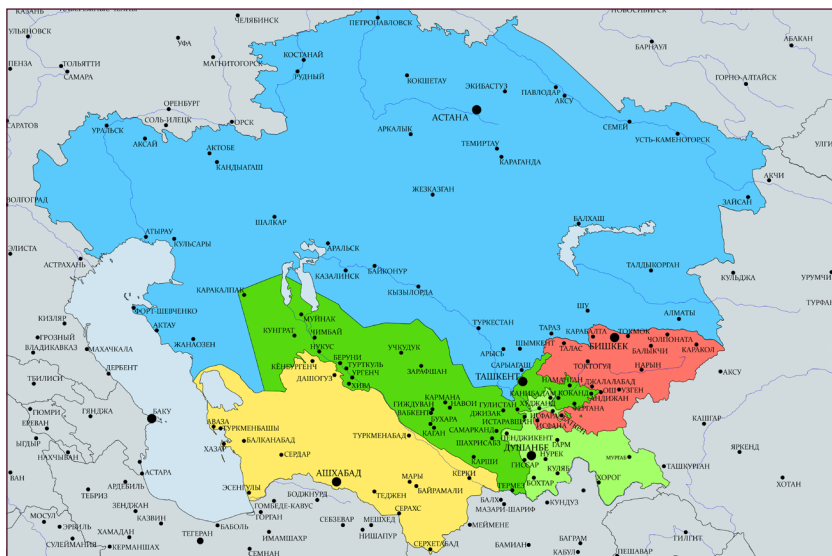 КАЗАНЬ
ЧЕЛЯБИНСК
ПЕТРОПАВЛОВСК
НОВОСИБИРСК
УЛЬЯНОВСК
УФА
КОСТАНАЙ
БАРНАУЛ
АБАКАН
ПЕНЗА
ТОЛЬЯТТИ
САМАРА
МАГНИТОГОРСК
РУДНЫЙ
КОКШЕТАУ
ЭКИБАСТУЗ
ПАВЛОДАР
АКСУ
ГОРНО-АЛТАЙСК
ОРЕНБУРГ
СОЛЬ-ИЛЕЦК
ОРСК
АСТАНА
САРАТОВ
УРАЛЬСК
АКСАЙ
АРКАЛЫК
СЕМЕЙ
УСТЬ-КАМЕНОГОРСК
АКТОБЕ
КАНДЫАГАШ
ТЕМИРТАУ
КАРАГАНДА
АКЧИ
ВОЛГОГРАД
ЖЕЗКАЗГАН
ЗАЙСАН
ШАЛКАР
БАЛХАШ
ЭЛИСТА
АТЫРАУ
КУЛЬСАРЫ
АРАЛЬСК
АСТРАХАНЬ
КАЗАЛИНСК
БАЙКОНУР
ТАЛДЫКОРГАН
КУЛЬДЖА
УРУМЧИ
КАРАКАЛПАК
КЫЗЫЛОРДА
ФОРТ-ШЕВЧЕНКО
МУЙНАК
ШУ
АЛМАТЫ
КИЗЛЯР
АКТАУ
КУНГРАТ
ЧИМБАЙ
ТУРКЕСТАН
ТАРАЗ
КАРАБАЛТА
ТОКМОК
ЧОЛПОНАТА
ГРОЗНЫЙ
ВЛАДИКАВКАЗ
МАХАЧКАЛА
ЖАНАОЗЕН
НУКУС
УЧКУДУК
АРЫСЬ
ШЫМКЕНТ
ТАЛАС
БИШКЕК
БАЛЫКЧИ
КАРАКОЛ
КЁНЕУРГЕНЧ
БЕРУНИ
ТУРТКУЛЬ
ЗАРАФШАН
САРЫАГАШ
ТОКТОГУЛ
НАРЫН
АКСУ
ТБИЛИСИ
ДЕРБЕНТ
ДАШОГУЗ
УРГЕНЧ
ХИВА
ТАШКЕНТ
НАМАНГАН
ДЖАЛАЛАБАД
КАНИБАДАМ
КОКАНД
ОШ
УЗГЕН
АНДИЖАН
ГЮМРИ
ГЯНДЖА
БАКУ
АВАЗА
ТУРКМЕНБАШЫ
ГИЖДУВАН
КАРМАНА
НАВОИ
ГУЛИСТАН
ХУДЖАНД
ФЕРГАНА
КАШГАР
ЕРЕВАН
ВАБКЕНТ
БУХАРА
ДЖИЗАК
ИСТАРАВШАН
ИСФАРА
ИСФАНА
ЫГДЫР
ХАЗАР
БАЛКАНАБАД
ТУРКМЕНАБАД
КАГАН
САМАРКАНД
ШАХРИСАБЗ
ПЕНДЖИКЕНТ
ГАРМ
НАХЧЫВАН
СЕРДАР
ДУШАНБЕ
НУРЕК
МУРГАБ
ЯРКЕНД
ВАН
АСТАРА
АШХАБАД
КАРШИ
ГИССАР
КУЛЯБ
ТАШКУРГАН
ХОТАН
АРДЕБИЛЬ
ТЕБРИЗ
ЭСЕНГУЛЫ
МАРЫ
БАЙРАМАЛИ
КЕРКИ
ТЕРМЕЗ
БОХТАР
ХОРОГ
ЗЕНДЖАН
БОДЖНУРД
ГОМБЕДЕ-КАВУС
ТЕДЖЕН
БАЛХ
КУНДУЗ
МАЗАРИ-ШАРИФ
МОСУЛ
КАЗВИН
ГОРГАН
СЕРАХС
ЭРБИЛЬ
БАБОЛЬ
СЕБЗЕВАР
МЕШХЕД
МЕЙМЕНЕ
СУЛЕЙМАНИЯ
ХАМАДАН
ТЕГЕРАН
ИМАМШАХР
НИШАПУР
ГИЛГИТ
КЕРМАНШАХ
СЕМНАН
СЕРХЕТАБАД
БАМИАН
БАГРАМ
КАБУЛ
ПЕШАВАР